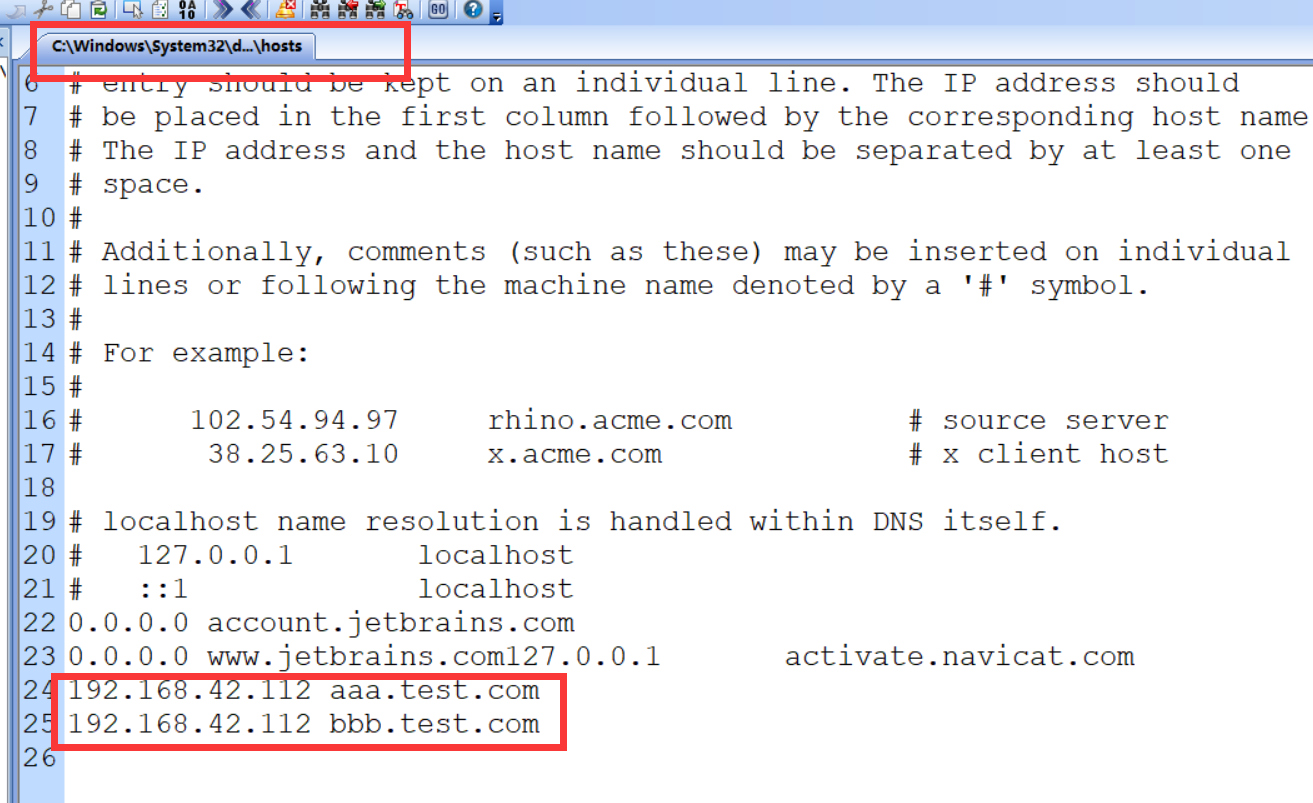 C:\Windows\System32\d...\hosts
6 # entry should be kept on an individual line. The IP address should
7 # be placed in the first column followed by the corresponding host name
8 # The IP address and the host name should be separated by at least one
9 # space.
10 #
11 # Additionally, comments (such as these) may be inserted on individual
12 # lines or following the machine name denoted by a '#' symbol.
13 #
14 # For example:
15 #
16 #      102.54.94.97     rhino.acme.com          # source server
17 #       38.25.63.10     x.acme.com              # x client host
18
19 # localhost name resolution is handled within DNS itself.
20 #   127.0.0.1       localhost
21 #   ::1             localhost
22 0.0.0.0 account.jetbrains.com
23 0.0.0.0 www.jetbrains.com127.0.0.1       activate.navicat.com
24 192.168.42.112 aaa.test.com
25 192.168.42.112 bbb.test.com
26